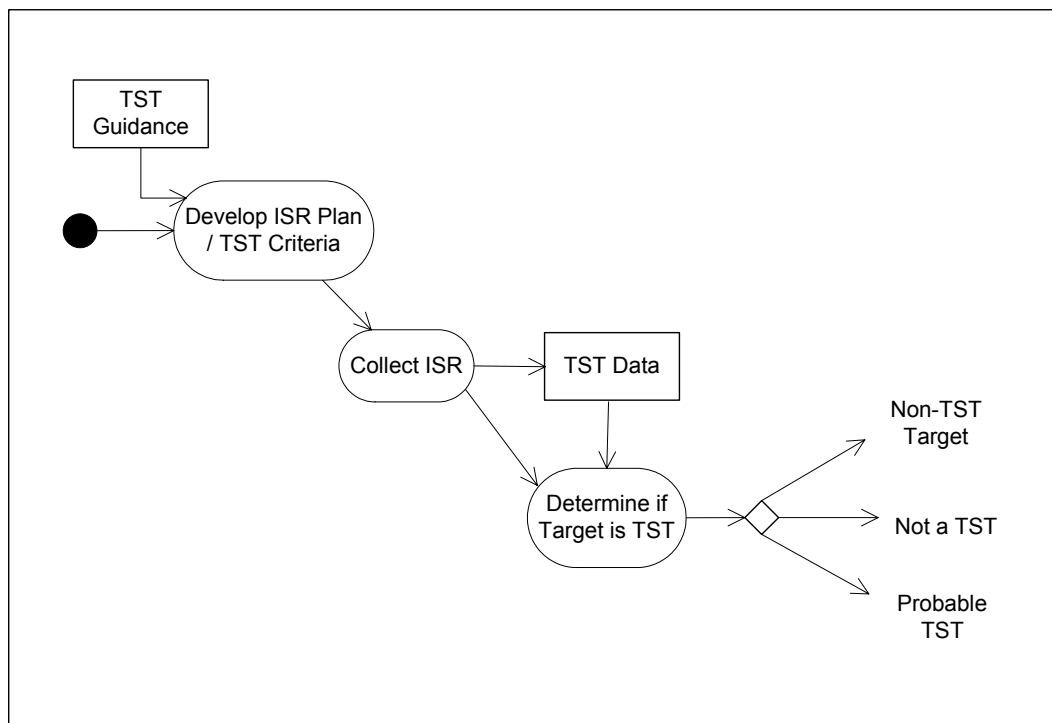 TST
Guidance
Develop ISR Plan
/ TST Criteria
Collect ISR
TST Data
Determine if
Target is TST
Non-TST
Target
Not a TST
Probable
TST